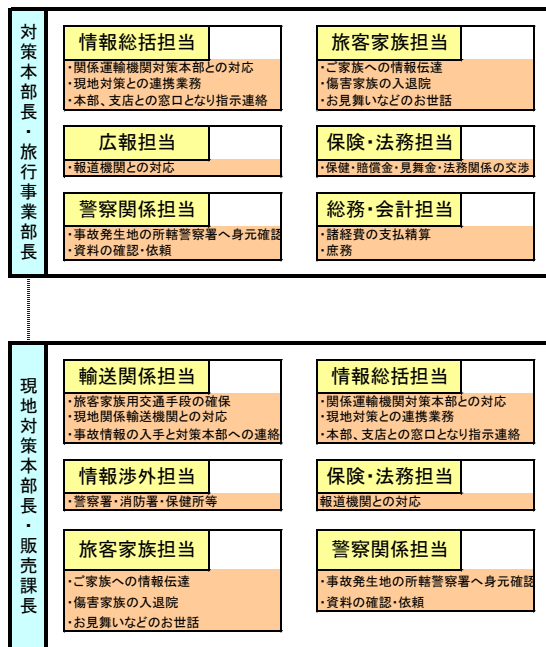 対策本部長・旅行事業部長
情報総括担当
・関係運輸機関対策本部との対応
・現地対策との連携業務
・本部、支店との窓口となり指示連絡
旅客家族担当
・ご家族への情報伝達
・傷害家族の入退院
・お見舞いなどのお世話
広報担当
・報道機関との対応
保険・法務担当
・保健・賠償金・見舞金・法務関係の交渉
警察関係担当
・事故発生地の所轄警察署へ身元確認
・資料の確認・依頼
総務・会計担当
・諸経費の支払精算
・庶務
現地対策本部長・販売課長
輸送関係担当
・旅客家族用交通手段の確保
・現地関係輸送機関との対応
・事故情報の入手と対策本部への連絡
情報総括担当
・関係運輸機関対策本部との対応
・現地対策との連携業務
・本部、支店との窓口となり指示連絡
情報渉外担当
・警察署・消防署・保健所等
保険・法務担当
報道機関との対応
旅客家族担当
・ご家族への情報伝達
・傷害家族の入退院
・お見舞いなどのお世話
警察関係担当
・事故発生地の所轄警察署へ身元確認
・資料の確認・依頼